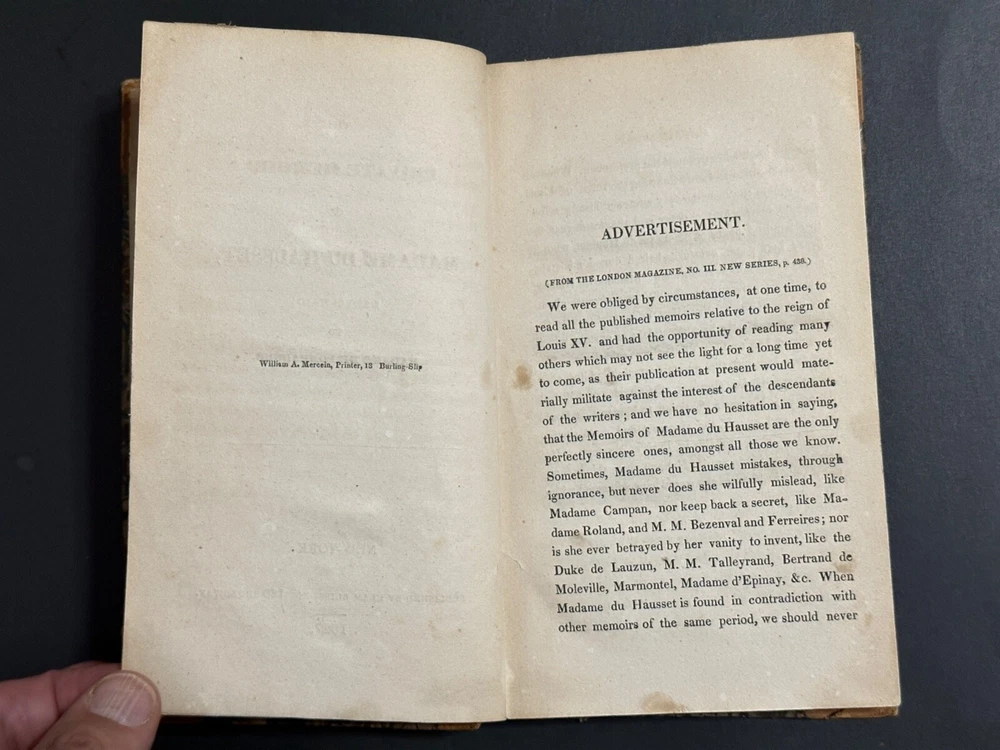 William A. Mercein, Printer, 13 Burling-Slip
ADVERTISEMENT.
(FROM THE LONDON MAGAZINE, NO. III. NEW SERIES, p. 439.)
We were obliged by circumstances, at one time, to
read all the published memoirs relative to the reign of
Louis XV. and had the opportunity of reading many
others which may not see the light for a long time yet
to come, as their publication at present would mate-
rially militate against the interest of the descendants
of the writers ; and we have no hesitation in saying,
that the Memoirs of Madame du Hausset are the only
perfectly sincere ones, amongst all those we know.
Sometimes, Madame du Hausset mistakes, through
ignorance, but never does she wilfully mislead, like
Madame Campan, nor keep back a secret, like Ma-
dame Roland, and M. M. Bezenval and Ferreires ; nor
is she ever betrayed by her vanity to invent, like the
Duke de Lauzun, M. M. Talleyrand, Bertrand de
Moleville, Marmontel, Madame d'Epinay, &c. When
Madame du Hausset is found in contradiction with
other memoirs of the same period, we should never